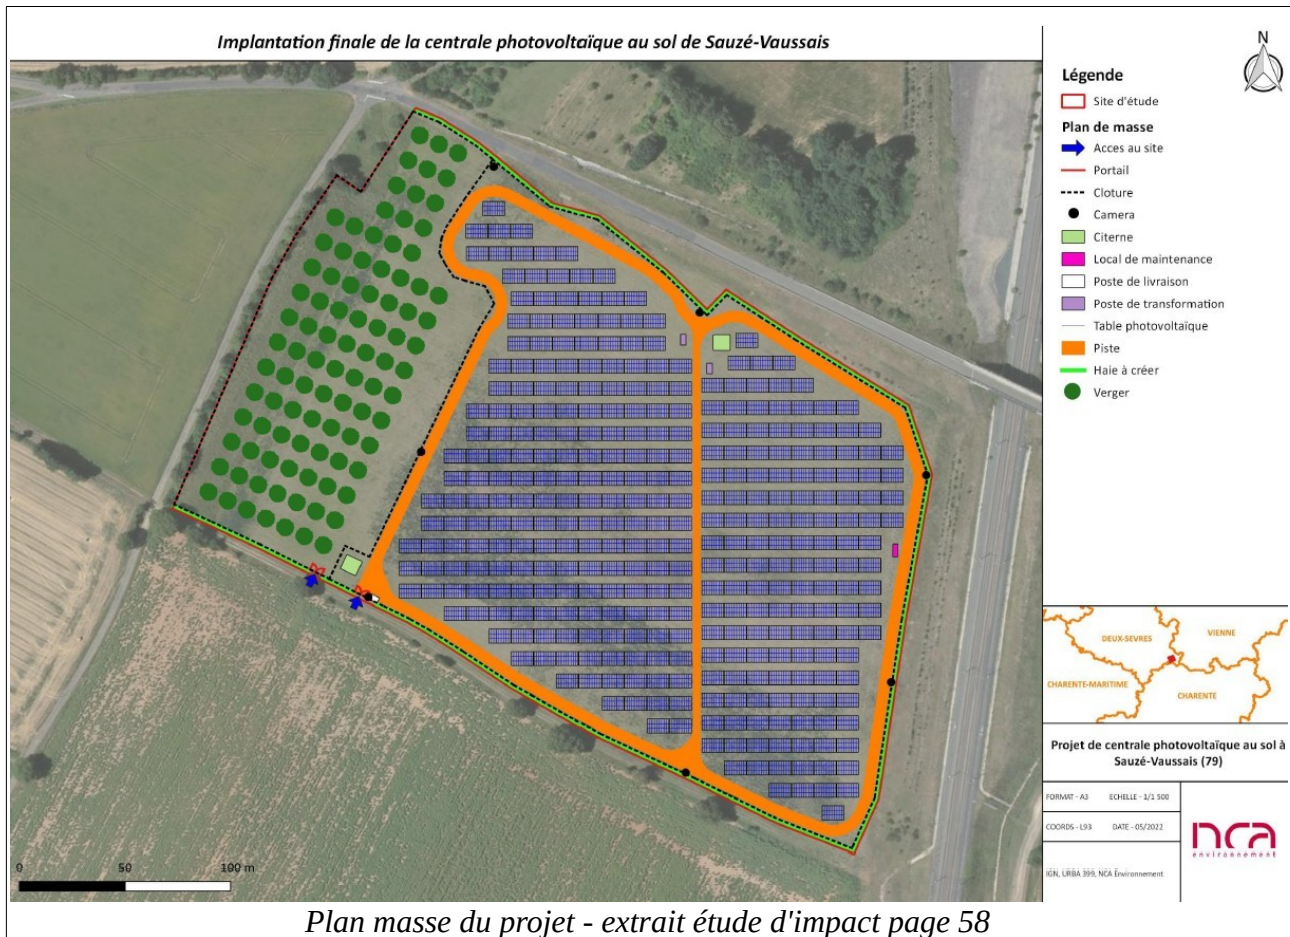 Implantation finale de la centrale photovoltaïque au sol de Sauzé-Vaussais
N
Légende
Site d'étude
Plan de masse
Acces au site
Portail
Cloture
Camera
Citerne
Local de maintenance
Poste de livraison
Poste de transformation
Table photovoltaïque
Piste
Haie à créer
Verger
DEUX-SEVRES
VIENNE
CHARENTE-MARITIME
CHARENTE
Projet de centrale photovoltaïque au sol à
Sauzé-Vaussais (79)
FORMAT - A3 ECHELLE - 1/1 500
COORDS - L93 DATE - 05/2022
IGN, URBA 399, NCA Environnement
nca
environnement
0 50 100 m
Plan masse du projet - extrait étude d'impact page 58